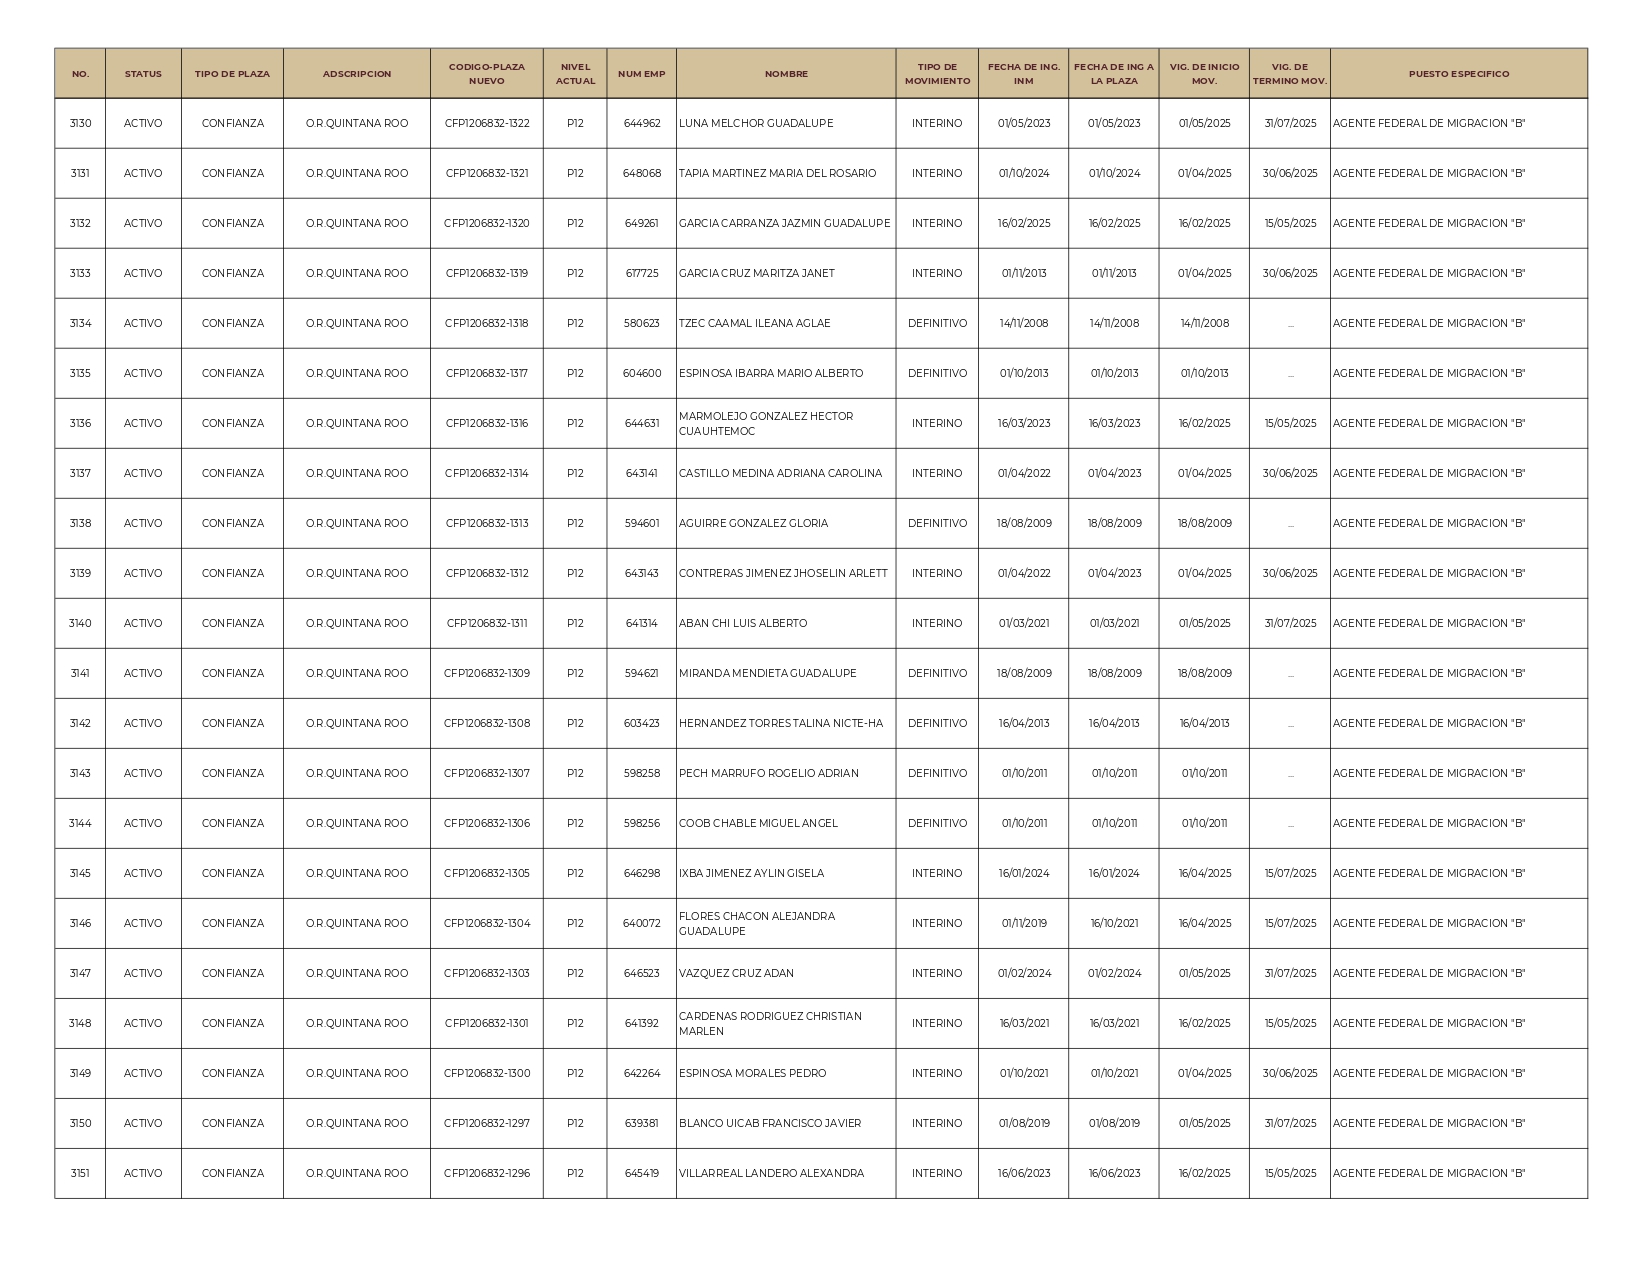 NO. STATUS TIPO DE PLAZA ADSCRIPCION CODIGO-PLAZA NUEVO NIVEL ACTUAL NUM EMP NOMBRE TIPO DE MOVIMIENTO FECHA DE ING. INM FECHA DE ING A LA PLAZA VIG. DE INICIO MOV. VIG. DE TERMINO MOV. PUESTO ESPECIFICO
3130 ACTIVO CONFIANZA O.R.QUINTANA ROO CFP1206832-1322 P12 644962 LUNA MELCHOR GUADALUPE INTERINO 01/05/2023 01/05/2023 01/05/2025 31/07/2025 AGENTE FEDERAL DE MIGRACION "B"
3131 ACTIVO CONFIANZA O.R.QUINTANA ROO CFP1206832-1321 P12 648068 TAPIA MARTINEZ MARIA DEL ROSARIO INTERINO 01/10/2024 01/10/2024 01/04/2025 30/06/2025 AGENTE FEDERAL DE MIGRACION "B"
3132 ACTIVO CONFIANZA O.R.QUINTANA ROO CFP1206832-1320 P12 649261 GARCIA CARRANZA JAZMIN GUADALUPE INTERINO 16/02/2025 16/02/2025 16/02/2025 15/05/2025 AGENTE FEDERAL DE MIGRACION "B"
3133 ACTIVO CONFIANZA O.R.QUINTANA ROO CFP1206832-1319 P12 617725 GARCIA CRUZ MARITZA JANET INTERINO 01/11/2013 01/11/2013 01/04/2025 30/06/2025 AGENTE FEDERAL DE MIGRACION "B"
3134 ACTIVO CONFIANZA O.R.QUINTANA ROO CFP1206832-1318 P12 580623 TZEC CAAMAL ILEANA AGLAE DEFINITIVO 14/11/2008 14/11/2008 14/11/2008 ... AGENTE FEDERAL DE MIGRACION "B"
3135 ACTIVO CONFIANZA O.R.QUINTANA ROO CFP1206832-1317 P12 604600 ESPINOSA IBARRA MARIO ALBERTO DEFINITIVO 01/10/2013 01/10/2013 01/10/2013 ... AGENTE FEDERAL DE MIGRACION "B"
3136 ACTIVO CONFIANZA O.R.QUINTANA ROO CFP1206832-1316 P12 644631 MARMOLEJO GONZALEZ HECTOR CUAUHTEMOC INTERINO 16/03/2023 16/03/2023 16/02/2025 15/05/2025 AGENTE FEDERAL DE MIGRACION "B"
3137 ACTIVO CONFIANZA O.R.QUINTANA ROO CFP1206832-1314 P12 643141 CASTILLO MEDINA ADRIANA CAROLINA INTERINO 01/04/2022 01/04/2023 01/04/2025 30/06/2025 AGENTE FEDERAL DE MIGRACION "B"
3138 ACTIVO CONFIANZA O.R.QUINTANA ROO CFP1206832-1313 P12 594601 AGUIRRE GONZALEZ GLORIA DEFINITIVO 18/08/2009 18/08/2009 18/08/2009 ... AGENTE FEDERAL DE MIGRACION "B"
3139 ACTIVO CONFIANZA O.R.QUINTANA ROO CFP1206832-1312 P12 643143 CONTRERAS JIMENEZ JHOSELIN ARLETT INTERINO 01/04/2022 01/04/2023 01/04/2025 30/06/2025 AGENTE FEDERAL DE MIGRACION "B"
3140 ACTIVO CONFIANZA O.R.QUINTANA ROO CFP1206832-1311 P12 641314 ABAN CHI LUIS ALBERTO INTERINO 01/03/2021 01/03/2021 01/05/2025 31/07/2025 AGENTE FEDERAL DE MIGRACION "B"
3141 ACTIVO CONFIANZA O.R.QUINTANA ROO CFP1206832-1309 P12 594621 MIRANDA MENDIETA GUADALUPE DEFINITIVO 18/08/2009 18/08/2009 18/08/2009 ... AGENTE FEDERAL DE MIGRACION "B"
3142 ACTIVO CONFIANZA O.R.QUINTANA ROO CFP1206832-1308 P12 603423 HERNANDEZ TORRES TALINA NICTE-HA DEFINITIVO 16/04/2013 16/04/2013 16/04/2013 ... AGENTE FEDERAL DE MIGRACION "B"
3143 ACTIVO CONFIANZA O.R.QUINTANA ROO CFP1206832-1307 P12 598258 PECH MARRUFO ROGELIO ADRIAN DEFINITIVO 01/10/2011 01/10/2011 01/10/2011 ... AGENTE FEDERAL DE MIGRACION "B"
3144 ACTIVO CONFIANZA O.R.QUINTANA ROO CFP1206832-1306 P12 598256 COOB CHABLE MIGUEL ANGEL DEFINITIVO 01/10/2011 01/10/2011 01/10/2011 ... AGENTE FEDERAL DE MIGRACION "B"
3145 ACTIVO CONFIANZA O.R.QUINTANA ROO CFP1206832-1305 P12 646298 IXBA JIMENEZ AYLIN GISELA INTERINO 16/01/2024 16/01/2024 16/04/2025 15/07/2025 AGENTE FEDERAL DE MIGRACION "B"
3146 ACTIVO CONFIANZA O.R.QUINTANA ROO CFP1206832-1304 P12 640072 FLORES CHACON ALEJANDRA GUADALUPE INTERINO 01/11/2019 16/10/2021 16/04/2025 15/07/2025 AGENTE FEDERAL DE MIGRACION "B"
3147 ACTIVO CONFIANZA O.R.QUINTANA ROO CFP1206832-1303 P12 646523 VAZQUEZ CRUZ ADAN INTERINO 01/02/2024 01/02/2024 01/05/2025 31/07/2025 AGENTE FEDERAL DE MIGRACION "B"
3148 ACTIVO CONFIANZA O.R.QUINTANA ROO CFP1206832-1301 P12 641392 CARDENAS RODRIGUEZ CHRISTIAN MARLEN INTERINO 16/03/2021 16/03/2021 16/02/2025 15/05/2025 AGENTE FEDERAL DE MIGRACION "B"
3149 ACTIVO CONFIANZA O.R.QUINTANA ROO CFP1206832-1300 P12 642264 ESPINOSA MORALES PEDRO INTERINO 01/10/2021 01/10/2021 01/04/2025 30/06/2025 AGENTE FEDERAL DE MIGRACION "B"
3150 ACTIVO CONFIANZA O.R.QUINTANA ROO CFP1206832-1297 P12 639381 BLANCO UICAB FRANCISCO JAVIER INTERINO 01/08/2019 01/08/2019 01/05/2025 31/07/2025 AGENTE FEDERAL DE MIGRACION "B"
3151 ACTIVO CONFIANZA O.R.QUINTANA ROO CFP1206832-1296 P12 645419 VILLARREAL LANDERO ALEXANDRA INTERINO 16/06/2023 16/06/2023 16/02/2025 15/05/2025 AGENTE FEDERAL DE MIGRACION "B"